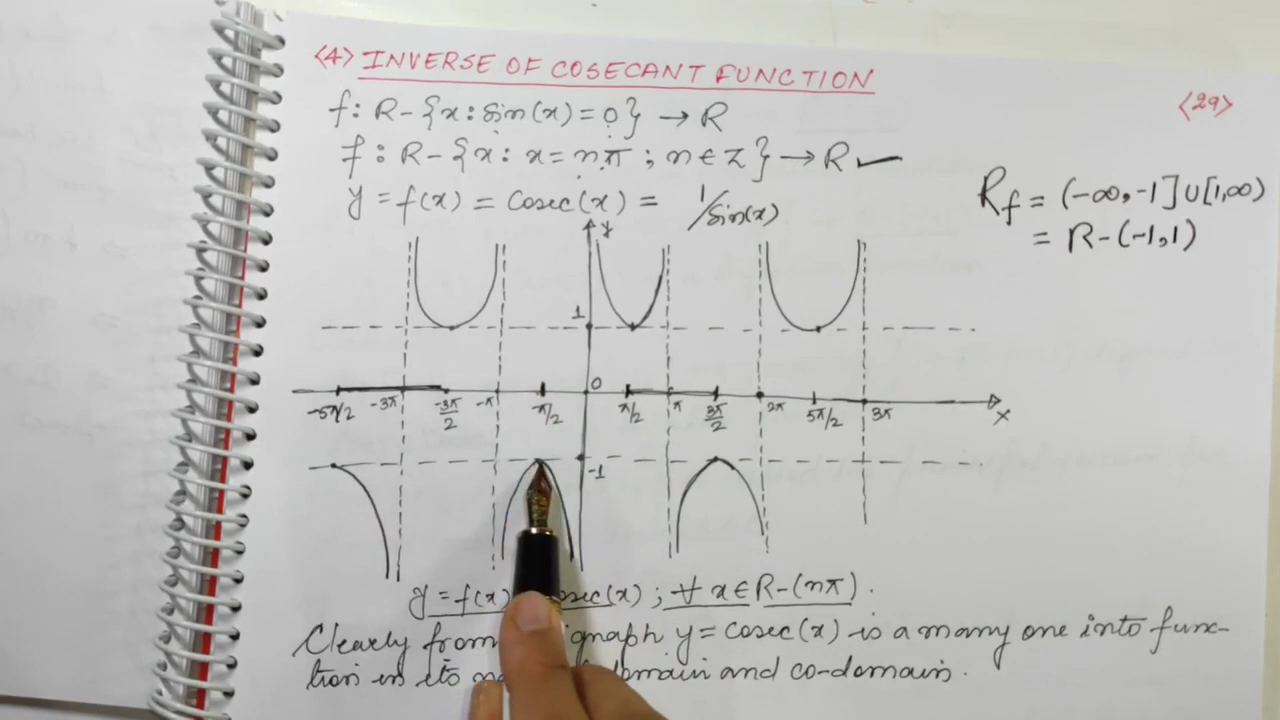 <4> INVERSE OF COSECANT FUNCTION
<29>
f: R-{x: sin(x)=0} → R
f: R-{x: x=nπ ; n∈Z} → R ✓
y = f(x) = Cosec(x) = 1/sin(x)
Rf = (-∞,-1]∪[1,∞)
= R-(-1,1)
y
1
0
-5π/2 -3π -3π/2 -π -π/2 π/2 π 3π/2 2π 5π/2 3π x
-1
y = f(x) osec(x) ; ∀ x∈R-(nπ).
Clearly from graph y = cosec(x) is a many one into func-
tion in its domain and co-domain.